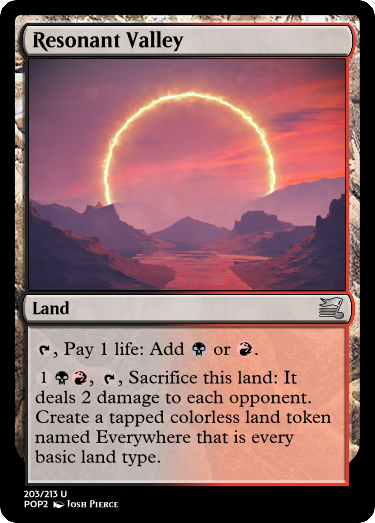 Resonant Valley
Land
, Pay 1 life: Add or .
1 , , Sacrifice this land: It
deals 2 damage to each opponent.
Create a tapped colorless land token
named Everywhere that is every
basic land type.
203/213 U
POP2 Josh Pierce